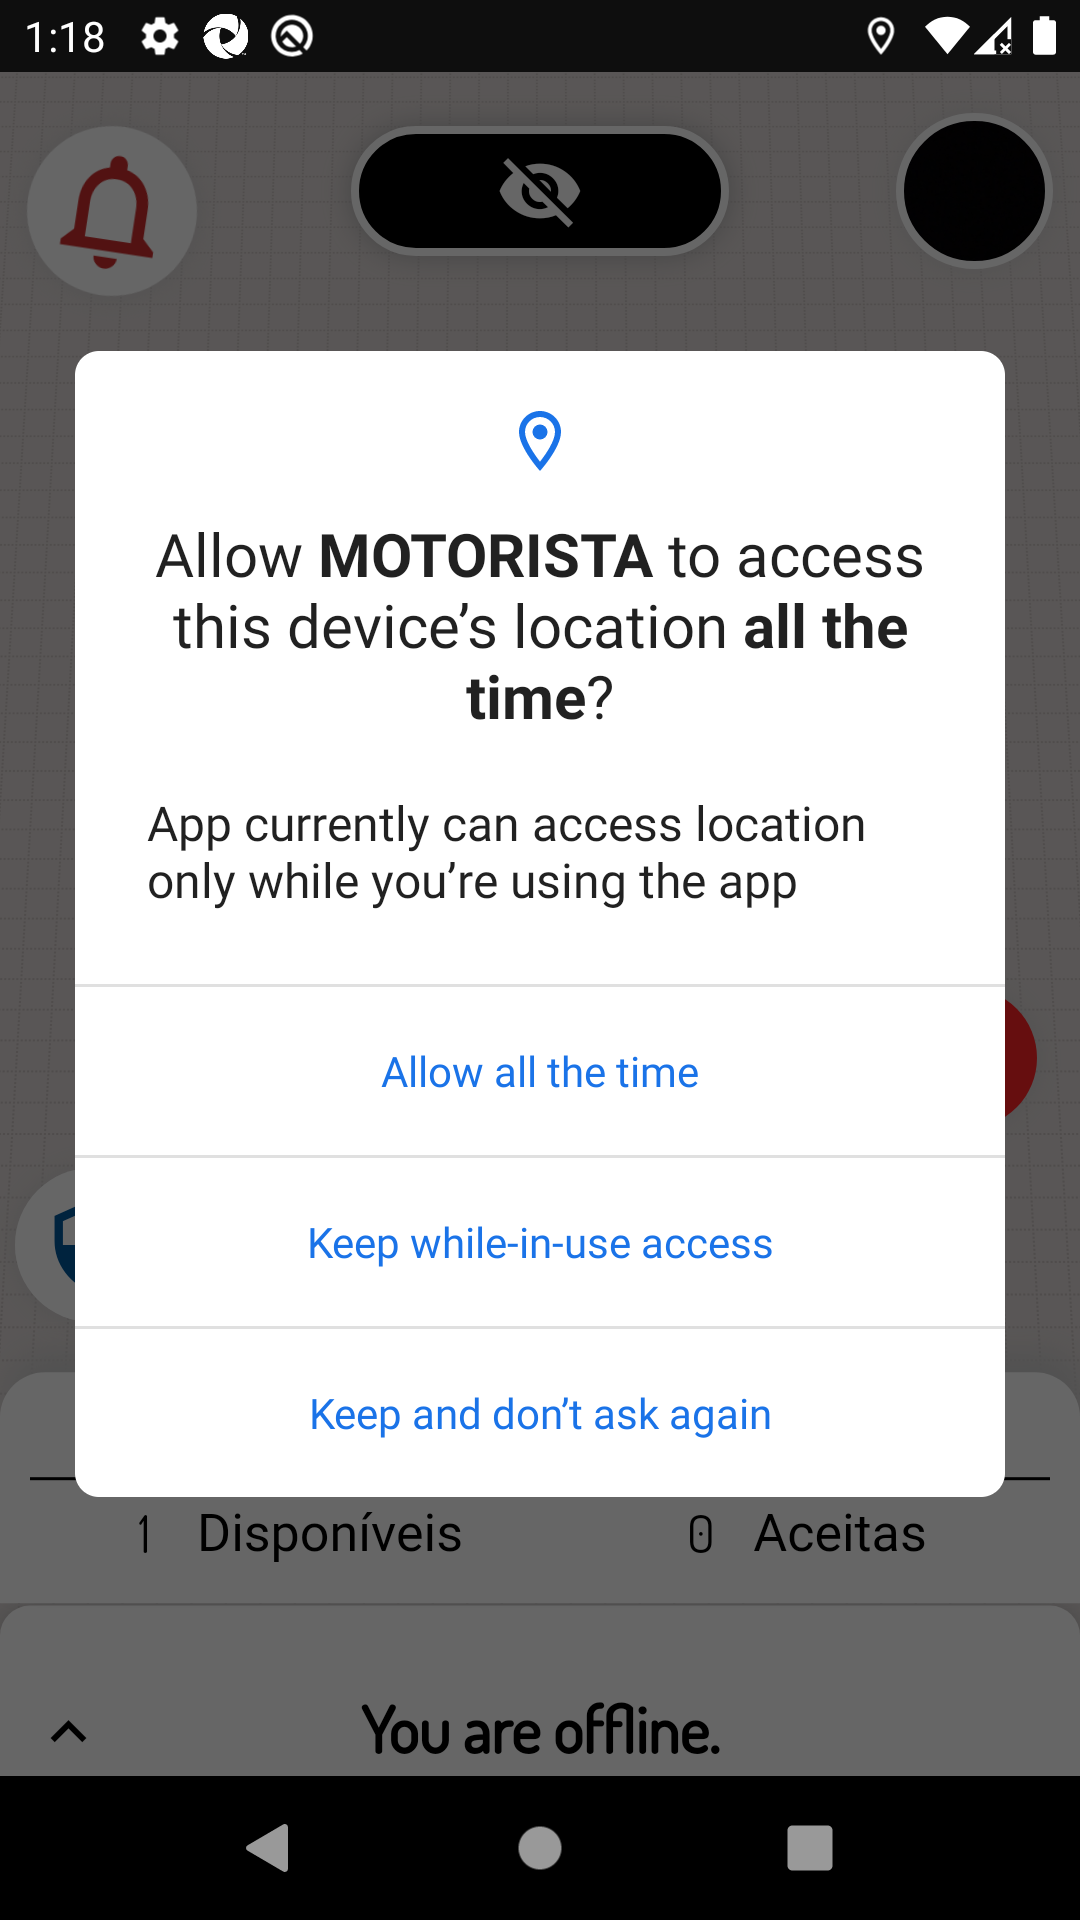 1:18
Allow MOTORISTA to access
this device’s location all the
time?
App currently can access location
only while you’re using the app
Allow all the time
Keep while-in-use access
Keep and don’t ask again
1 Disponíveis 0 Aceitas
You are offline.